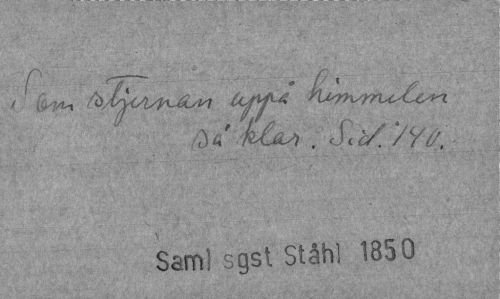 Som stjernan uppå himmelen
så klar. Sid. 140.
Saml sgst Ståhl 1850